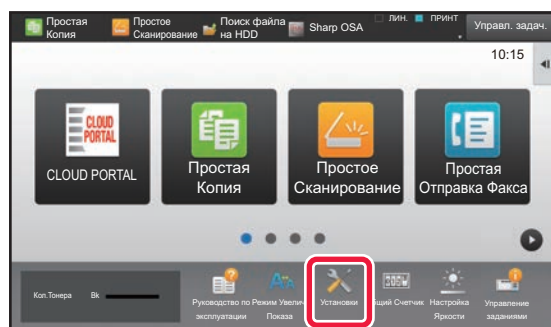 Простая Копия
Простое Сканирование
Поиск файла на HDD
Sharp OSA
ЛИН.
ПРИНТ
Управл. задач.
10:15
CLOUD PORTAL
CLOUD PORTAL
Простая
Копия
Простое
Сканирование
Простая
Отправка Факса
Кол.Тонера
Bk
Руководство по
эксплуатации
Режим Увелич
Показа
Установки
бщий Счетчик
Настройка
Яркости
Управление
заданиями